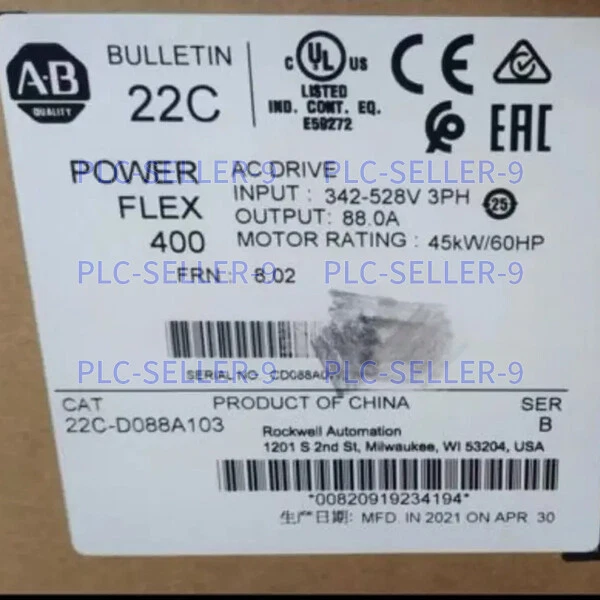 A-B
QUALITY
BULLETIN
22C
C UL US
LISTED
IND. CONT. EQ.
E59272
CE
EAC
POWER
FLEX
400
AC DRIVE
INPUT : 342-528V 3PH
OUTPUT: 88.0A
MOTOR RATING : 45kW/60HP
25
FRN : 8.02
PLC-SELLER-9 PLC-SELLER-9
PLC-SELLER-9 PLC-SELLER-9
PLC-SELLER-9 PLC-SELLER-9
SERIAL NO CD088A0
CAT
22C-D088A103
PRODUCT OF CHINA
SER
B
Rockwell Automation
1201 S 2nd St, Milwaukee, WI 53204, USA
*00820919234194*
生产日期: MFD. IN 2021 ON APR 30